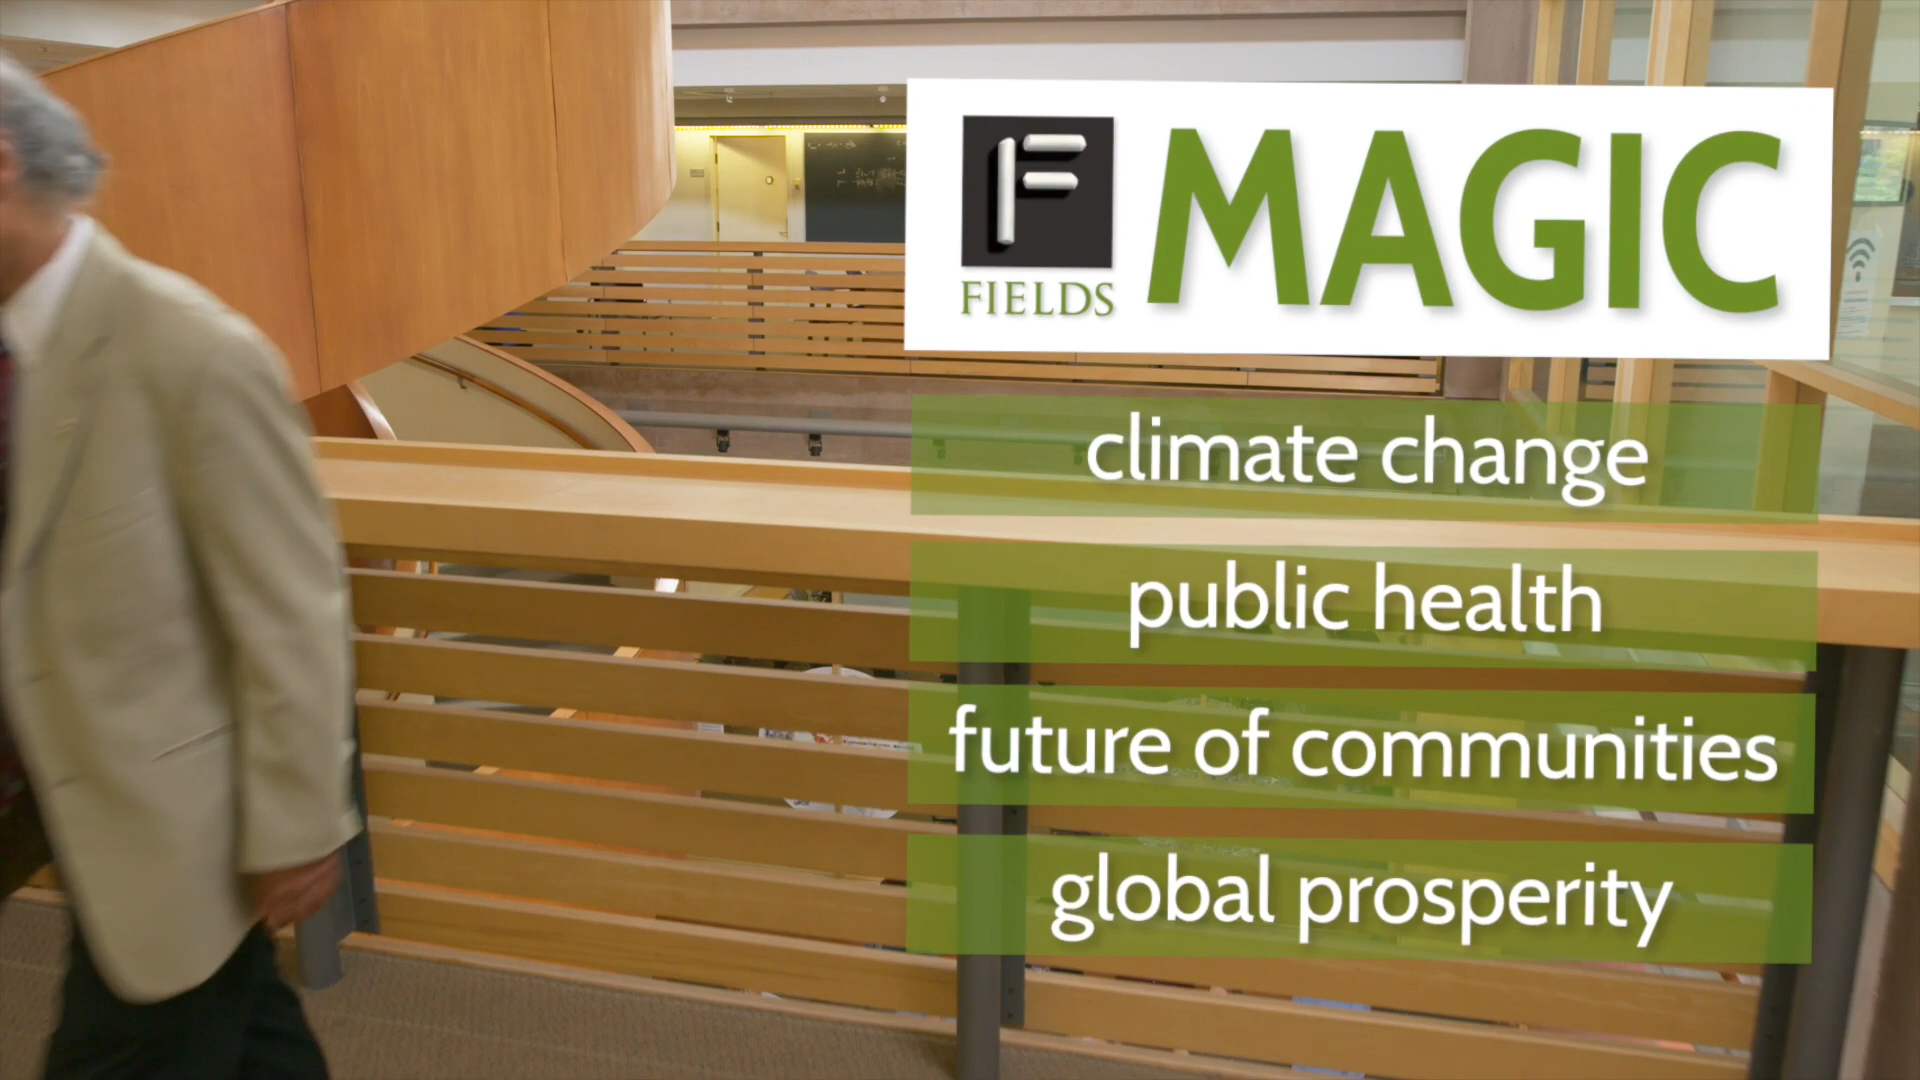 F
FIELDS
MAGIC
climate change
public health
future of communities
global prosperity